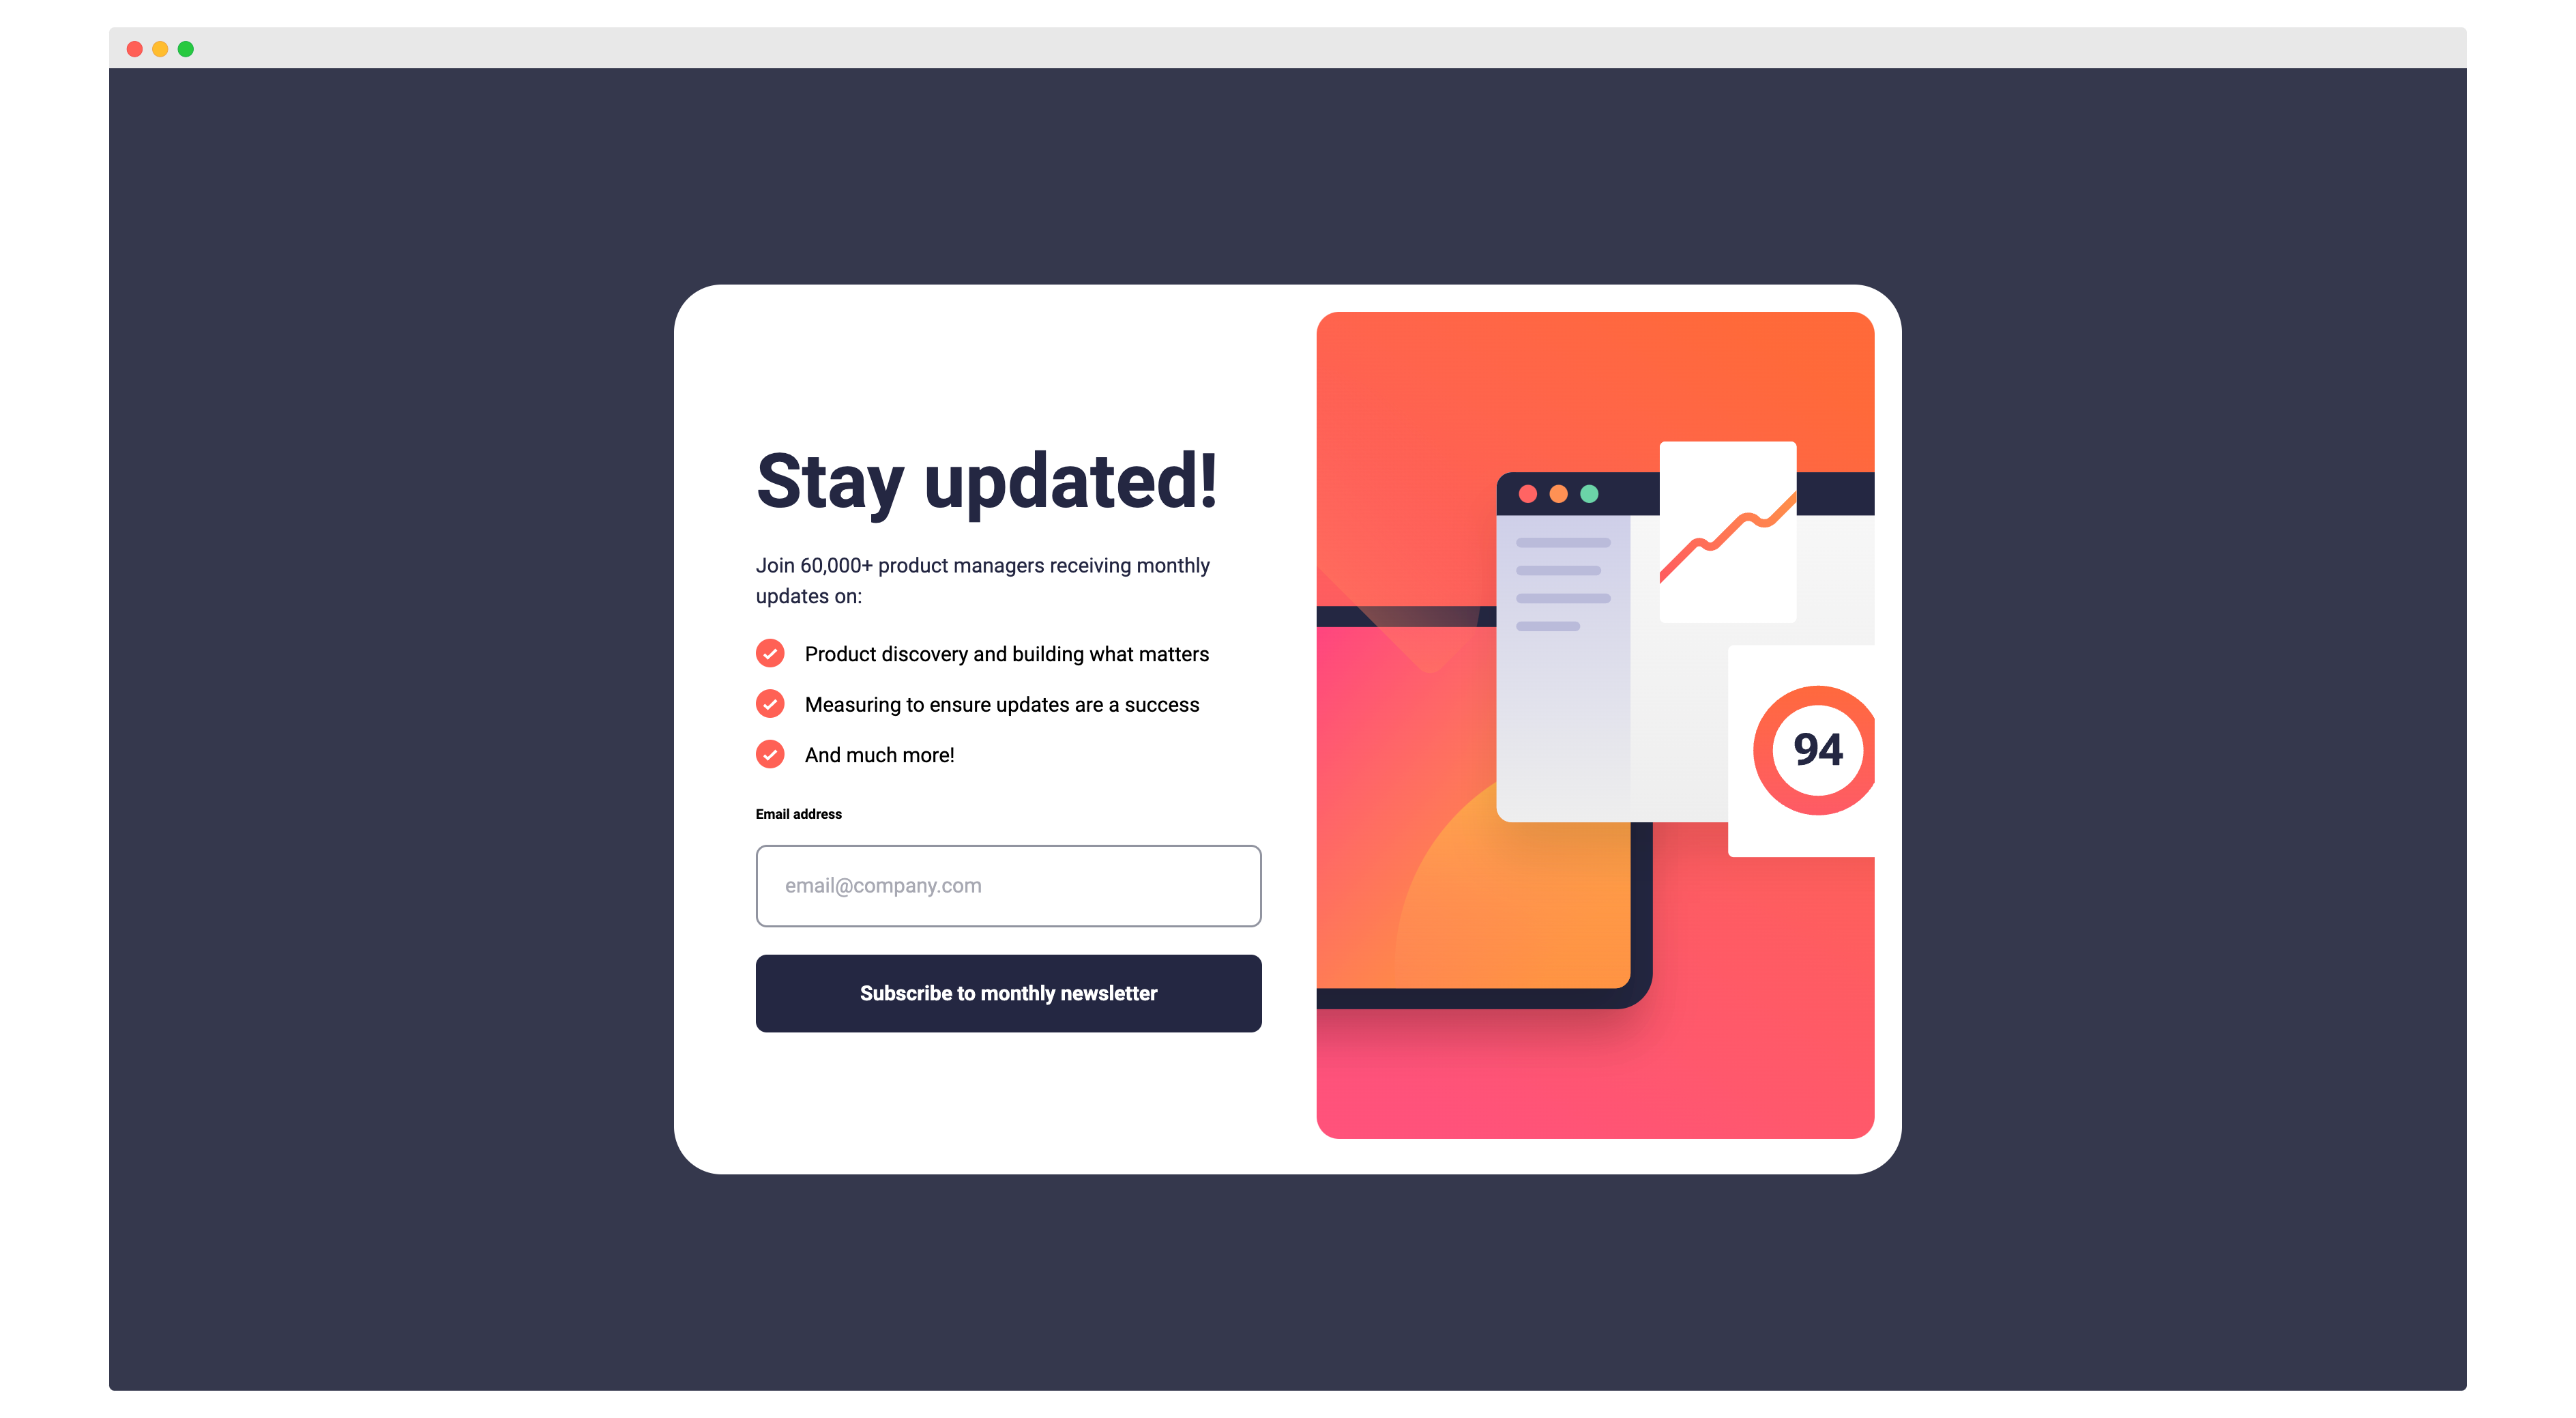 Stay updated!
Join 60,000+ product managers receiving monthly
updates on:
Product discovery and building what matters
Measuring to ensure updates are a success
And much more!
Email address
email@company.com
Subscribe to monthly newsletter
94